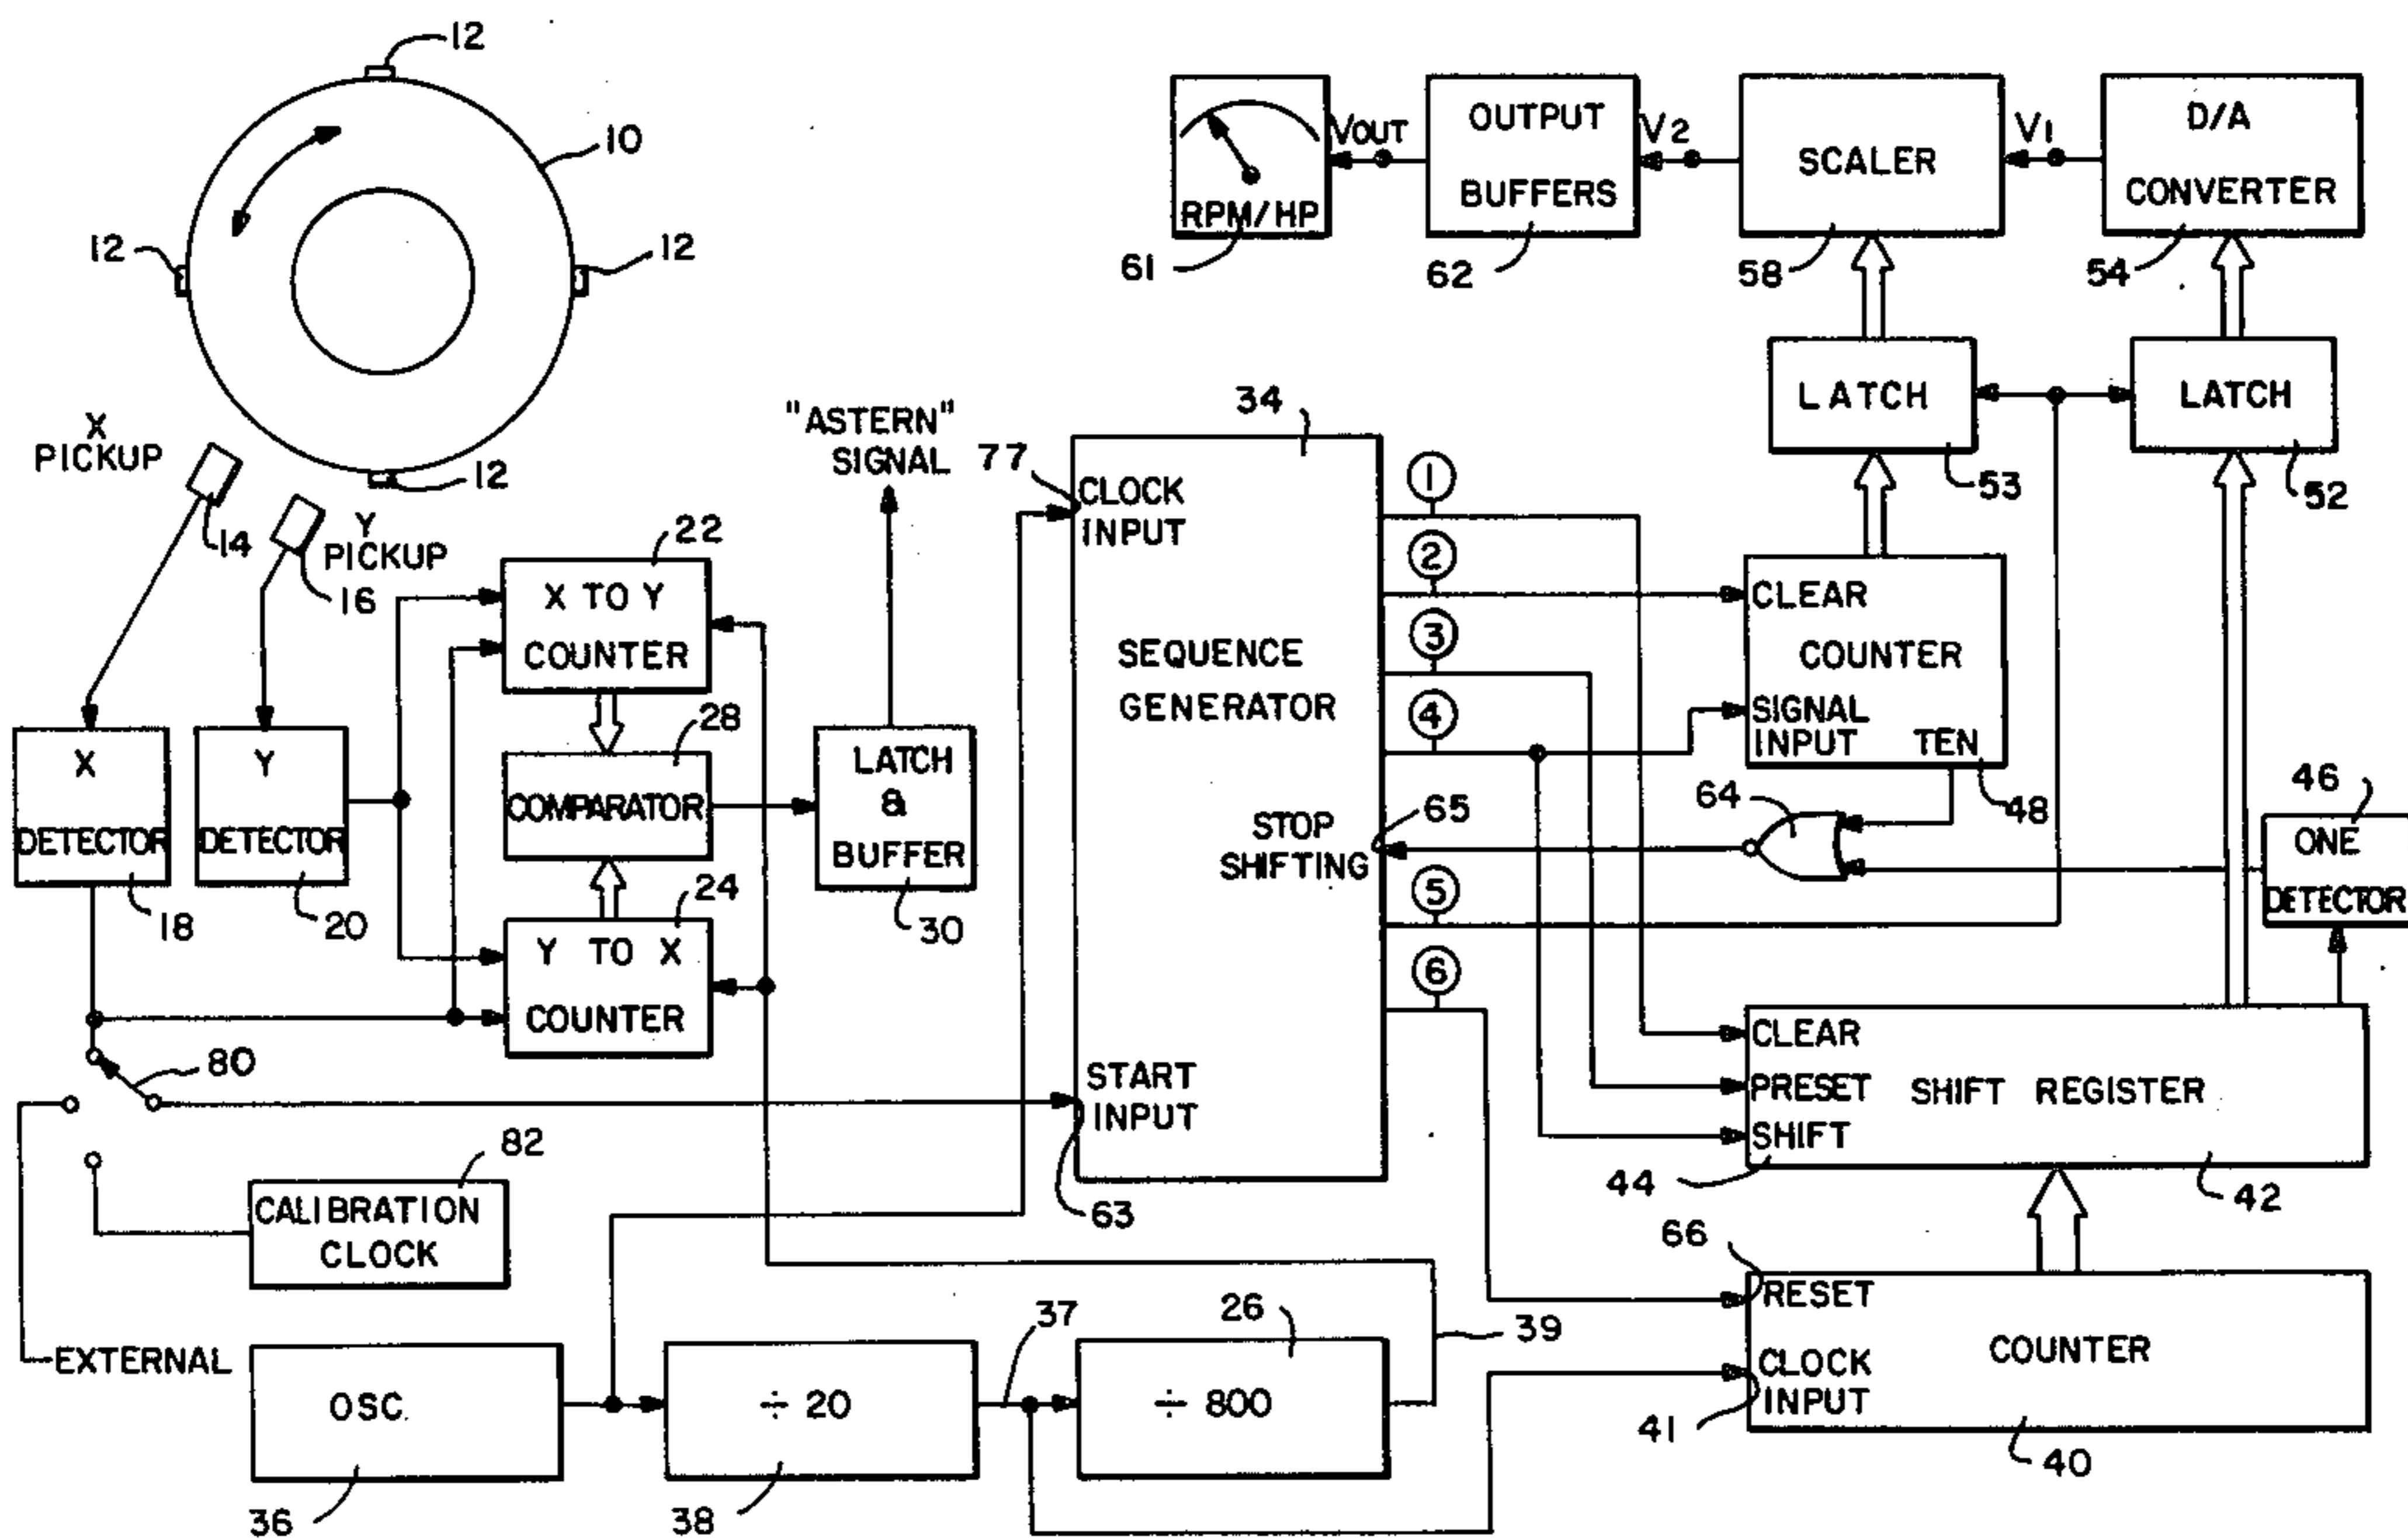 12
10
12
12
12
X
PICKUP
14
Y
PICKUP
16
X
DETECTOR
18
Y
DETECTOR
20
22
X TO Y
COUNTER
28
COMPARATOR
24
Y TO X
COUNTER
"ASTERN"
SIGNAL
LATCH
&
BUFFER
30
80
82
CALIBRATION
CLOCK
EXTERNAL
OSC.
36
÷ 20
38
37
26
÷ 800
39
34
77
CLOCK
INPUT
SEQUENCE
GENERATOR
STOP
SHIFTING
65
START
INPUT
63
1
2
3
4
5
6
RPM/HP
61
VOUT
OUTPUT
BUFFERS
62
V2
SCALER
58
V1
D/A
CONVERTER
54
LATCH
53
LATCH
52
CLEAR
COUNTER
SIGNAL
INPUT
TEN
48
64
46
ONE
DETECTOR
CLEAR
PRESET
SHIFT
SHIFT REGISTER
44
42
66
RESET
CLOCK
INPUT
COUNTER
41
40